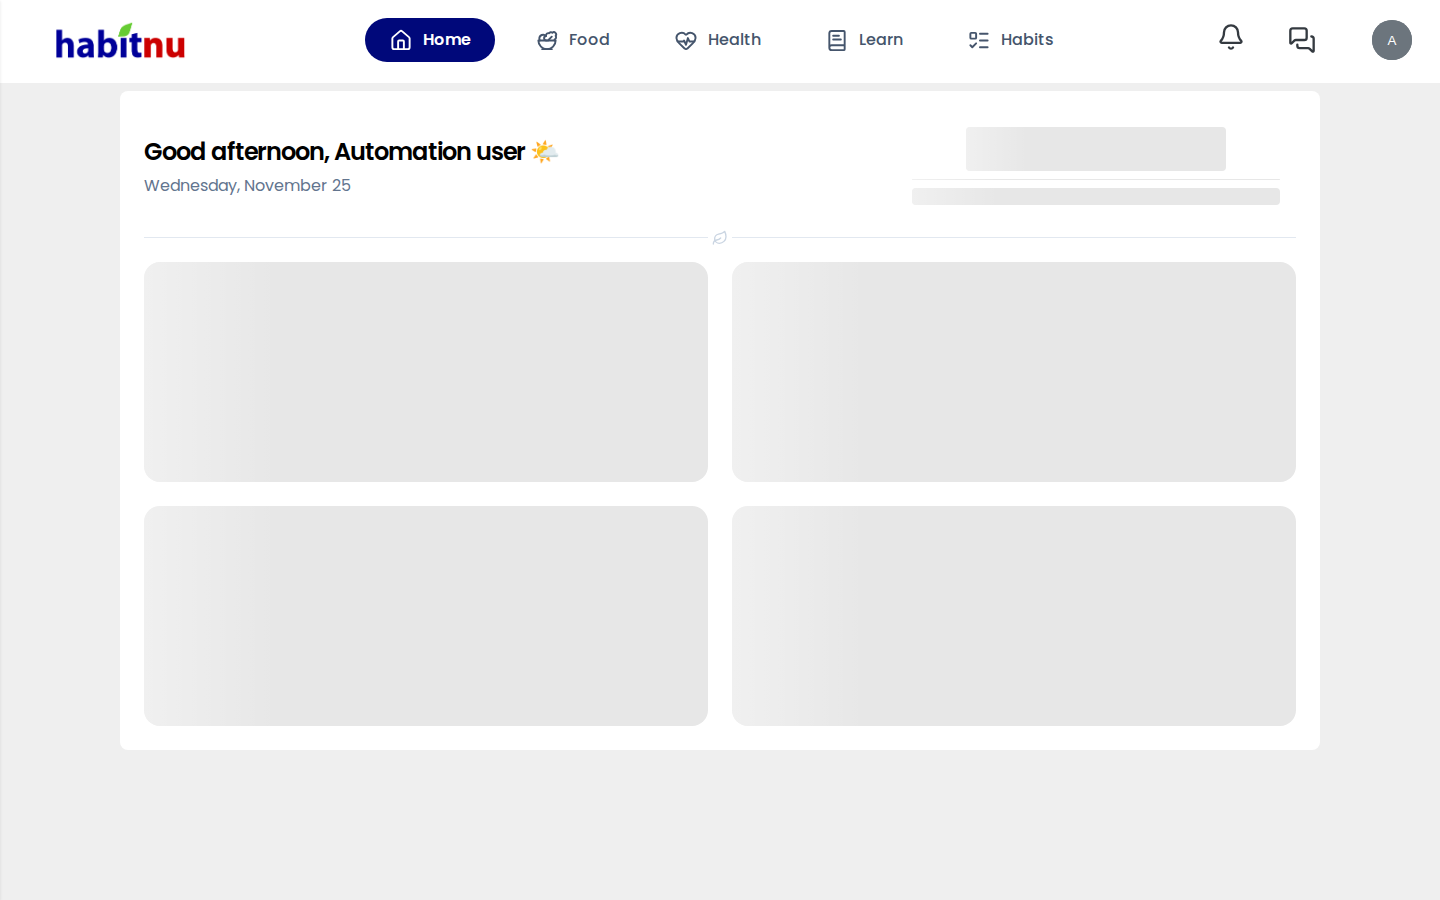 habitnu
Home
Food
Health
Learn
Habits
A
Good afternoon, Automation user 🌤️
Wednesday, November 25